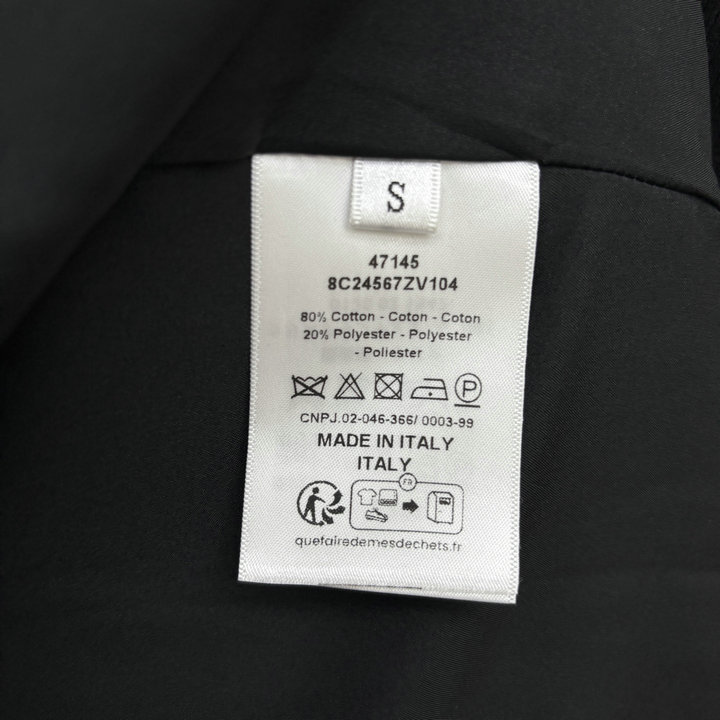 S
47145
8C24567ZV104
80% Cotton - Coton - Coton
20% Polyester - Polyester
- Poliester
P
CNPJ.02-046-366/ 0003-99
MADE IN ITALY
ITALY
FR
quefairedemesdechets.fr